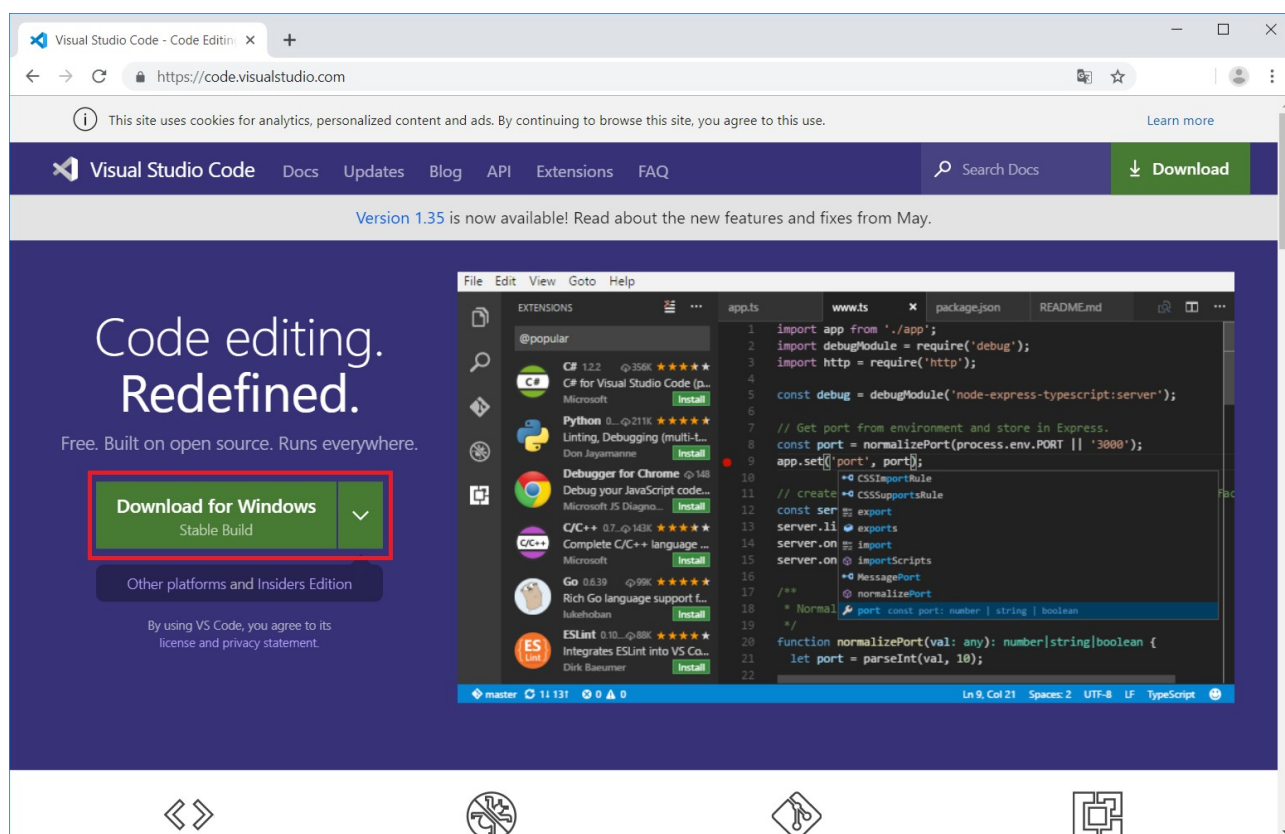 Visual Studio Code - Code Editin
https://code.visualstudio.com
This site uses cookies for analytics, personalized content and ads. By continuing to browse this site, you agree to this use.
Learn more
Visual Studio Code Docs Updates Blog API Extensions FAQ
Search Docs
Download
Version 1.35 is now available! Read about the new features and fixes from May.
Code editing.
Redefined.
Free. Built on open source. Runs everywhere.
Download for Windows
Stable Build
Other platforms and Insiders Edition
By using VS Code, you agree to its
license and privacy statement.
File Edit View Goto Help
EXTENSIONS
@popular
C# 1.2.2 356K
C# for Visual Studio Code (p...
Microsoft Install
Python 0.... 211K
Linting, Debugging (multi-t...
Don Jayamanne Install
Debugger for Chrome 148
Debug your JavaScript code...
Microsoft JS Diagno... Install
C/C++ 0.7... 143K
Complete C/C++ language ...
Microsoft Install
Go 0.6.39 99K
Rich Go language support f...
lukehoban Install
ESLint 0.10.... 88K
Integrates ESLint into VS Co...
Dirk Baeumer Install
app.ts www.ts package.json README.md
1 import app from './app';
2 import debugModule = require('debug');
3 import http = require('http');
4
5 const debug = debugModule('node-express-typescript:server');
6
7 // Get port from environment and store in Express.
8 const port = normalizePort(process.env.PORT || '3000');
9 app.set('port', port);
10
11 // create
12 const ser
13 server.li
14 server.on
15 server.on
16
17 /**
18 * Normal
19 */
20 function normalizePort(val: any): number|string|boolean {
21 let port = parseInt(val, 10);
22
CSSImportRule
CSSSupportsRule
export
exports
import
importScripts
MessagePort
normalizePort
port const port: number | string | boolean
Fac
master 1↓ 13↑ 0 0
Ln 9, Col 21 Spaces: 2 UTF-8 LF TypeScript